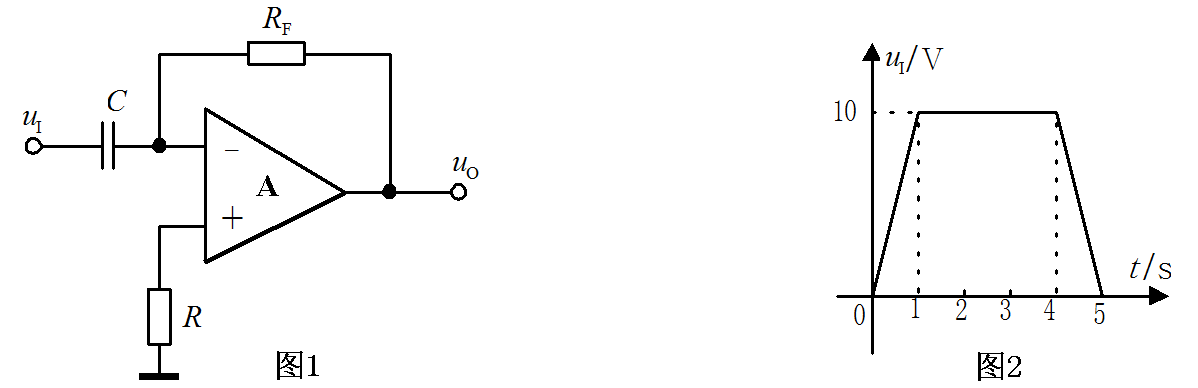 R_F
C
u_I
−
A
u_O
+
R
图1
u_I/V
10
t/s
0 1 2 3 4 5
图2